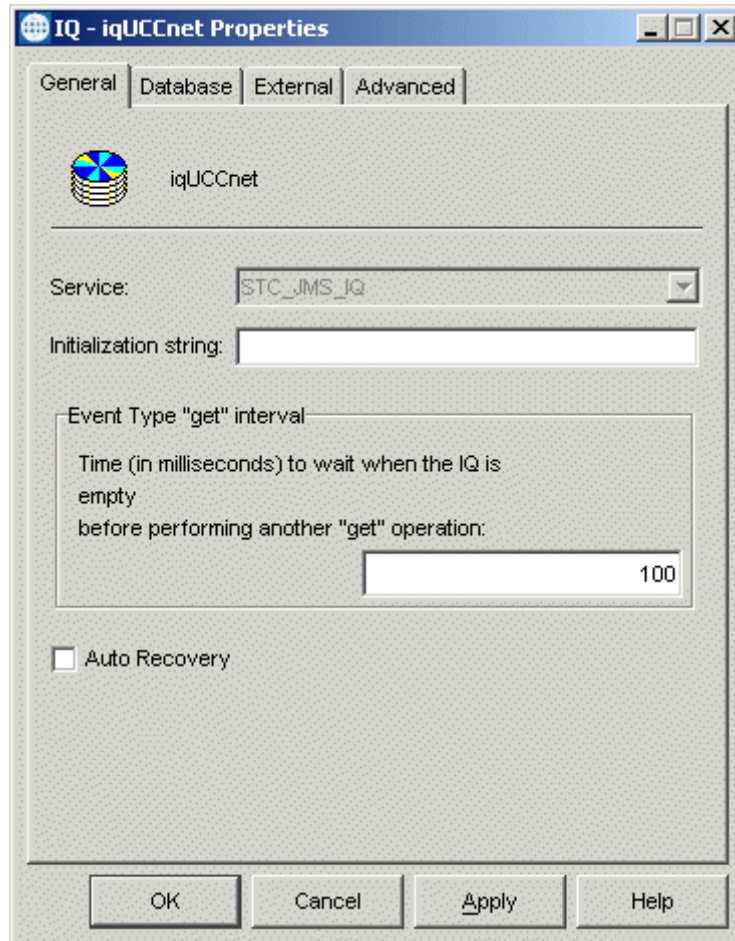 IQ - iqUCCnet Properties
General Database External Advanced
iqUCCnet
Service: STC_JMS_IQ
Initialization string:
Event Type "get" interval
Time (in milliseconds) to wait when the IQ is
empty
before performing another "get" operation:
100
Auto Recovery
OK Cancel Apply Help